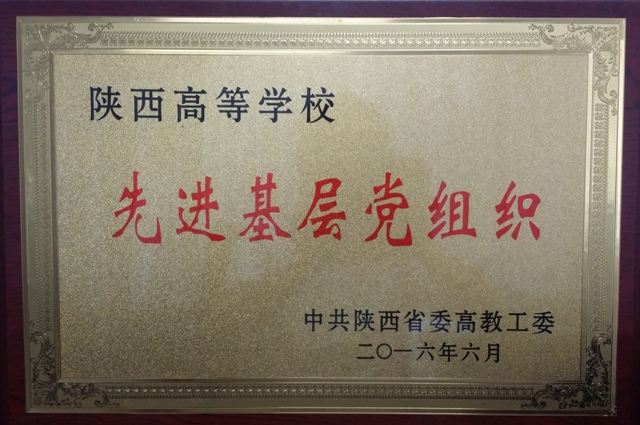 陕西高等学校
先进基层党组织
中共陕西省委高教工委
二〇一六年六月